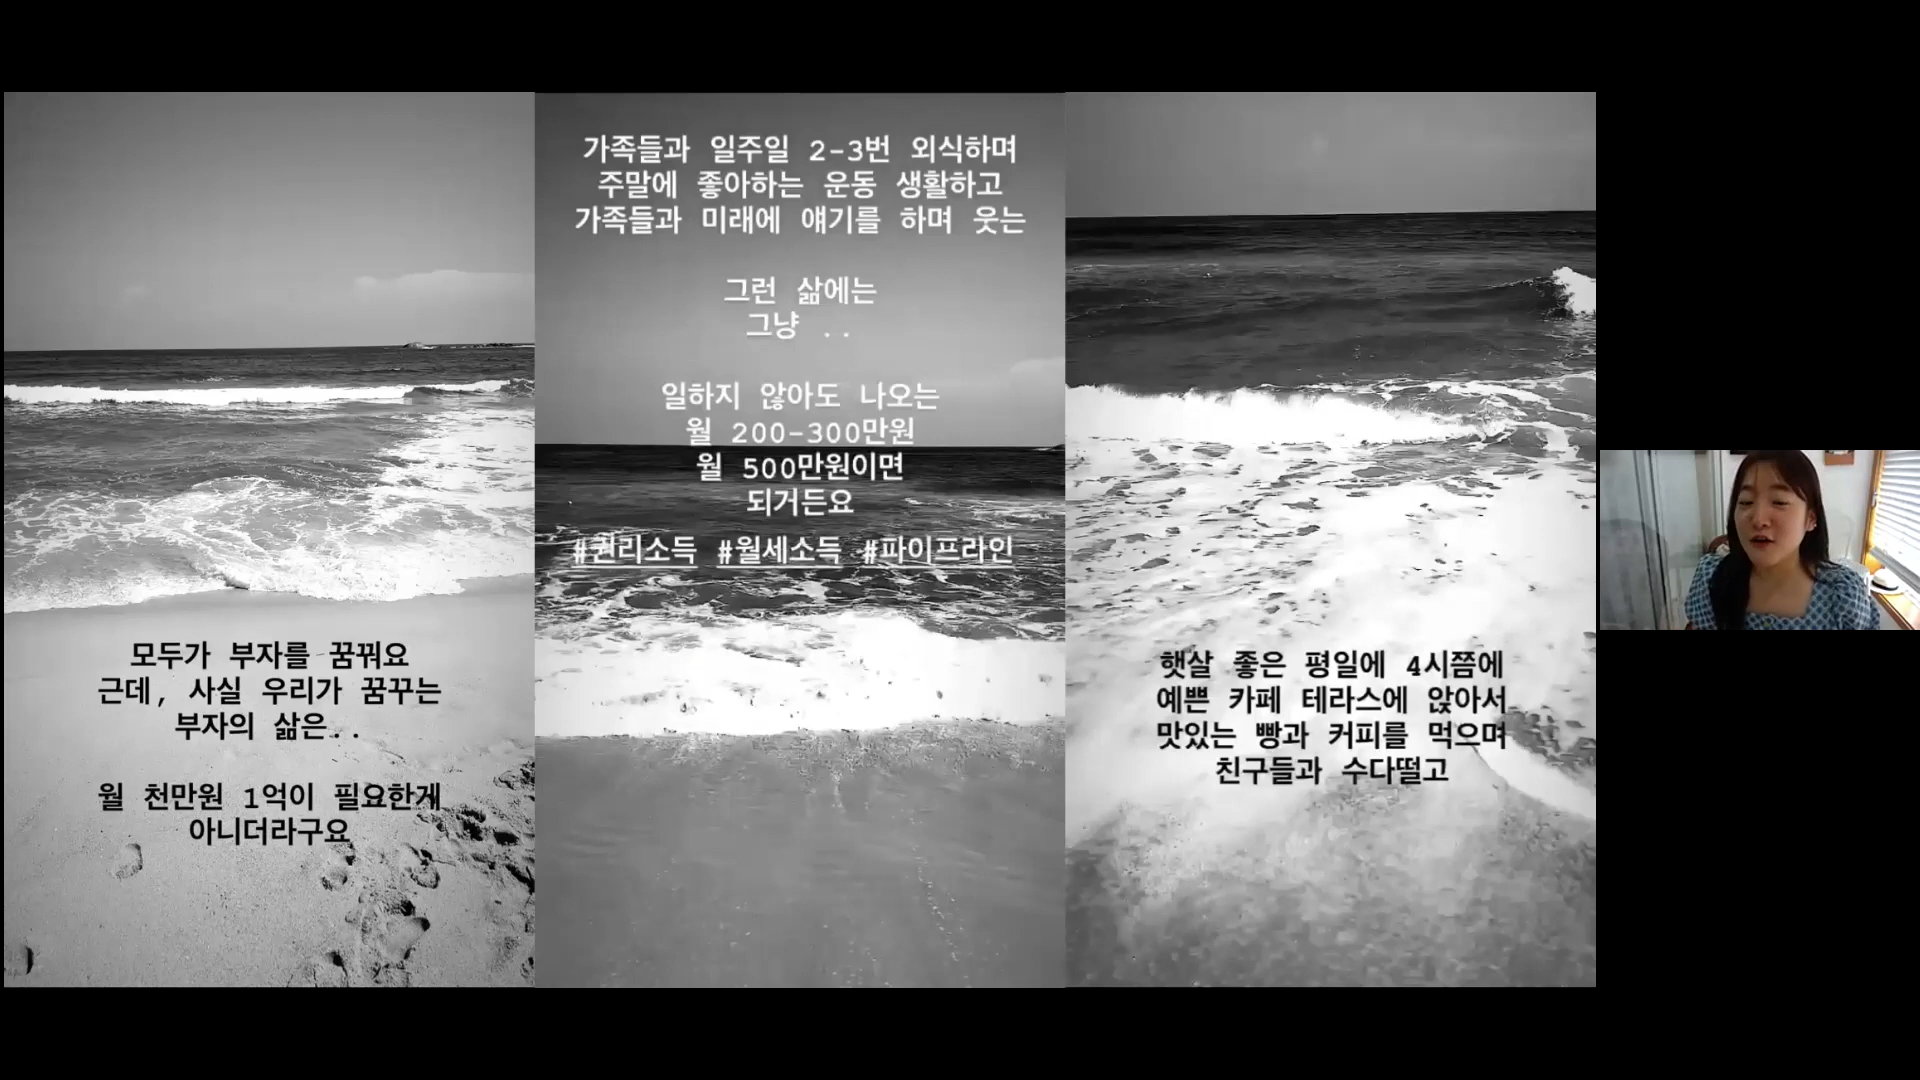 모두가 부자를 꿈꿔요
근데, 사실 우리가 꿈꾸는
부자의 삶은..
월 천만원 1억이 필요한게
아니더라구요
가족들과 일주일 2-3번 외식하며
주말에 좋아하는 운동 생활하고
가족들과 미래에 얘기를 하며 웃는
그런 삶에는
그냥 ..
일하지 않아도 나오는
월 200-300만원
월 500만원이면
되거든요
#권리소득 #월세소득 #파이프라인
햇살 좋은 평일에 4시쯤에
예쁜 카페 테라스에 앉아서
맛있는 빵과 커피를 먹으며
친구들과 수다떨고